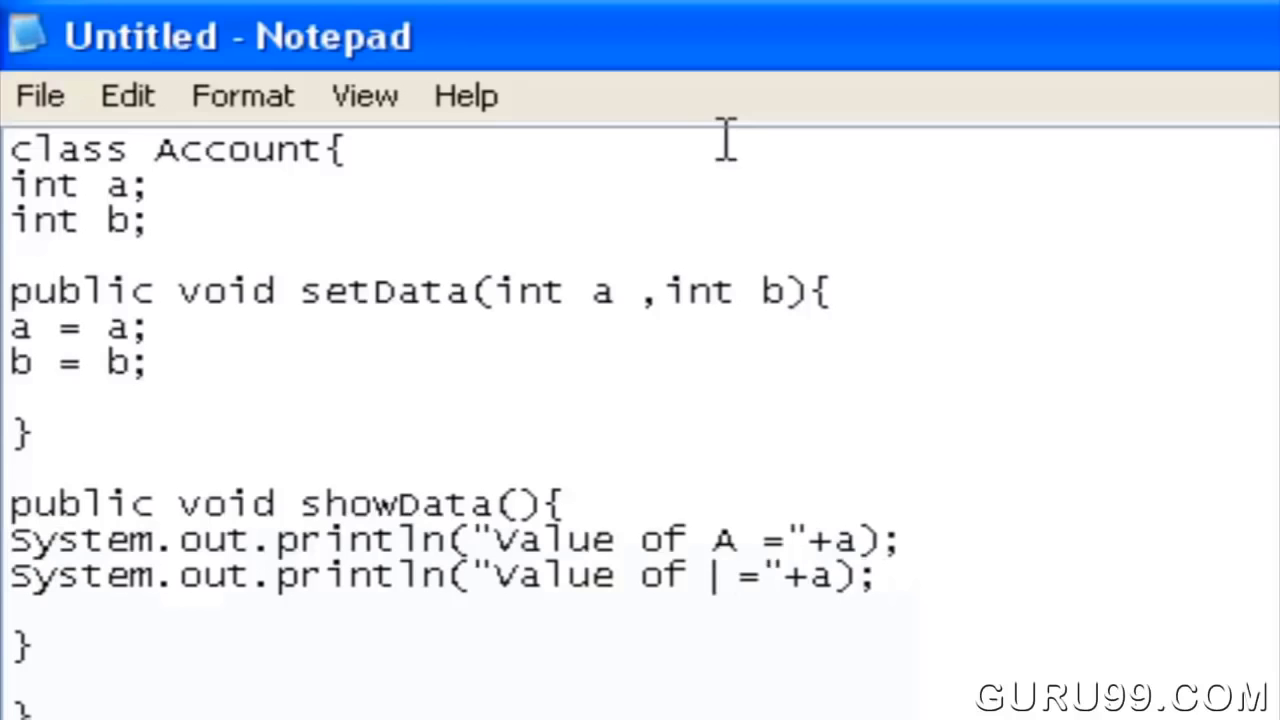 Untitled - Notepad
File Edit Format View Help
class Account{
int a;
int b;
public void setData(int a ,int b){
a = a;
b = b;
}
public void showData(){
System.out.println("Value of A ="+a);
System.out.println("Value of  ="+a);
}
}
GURU99.COM